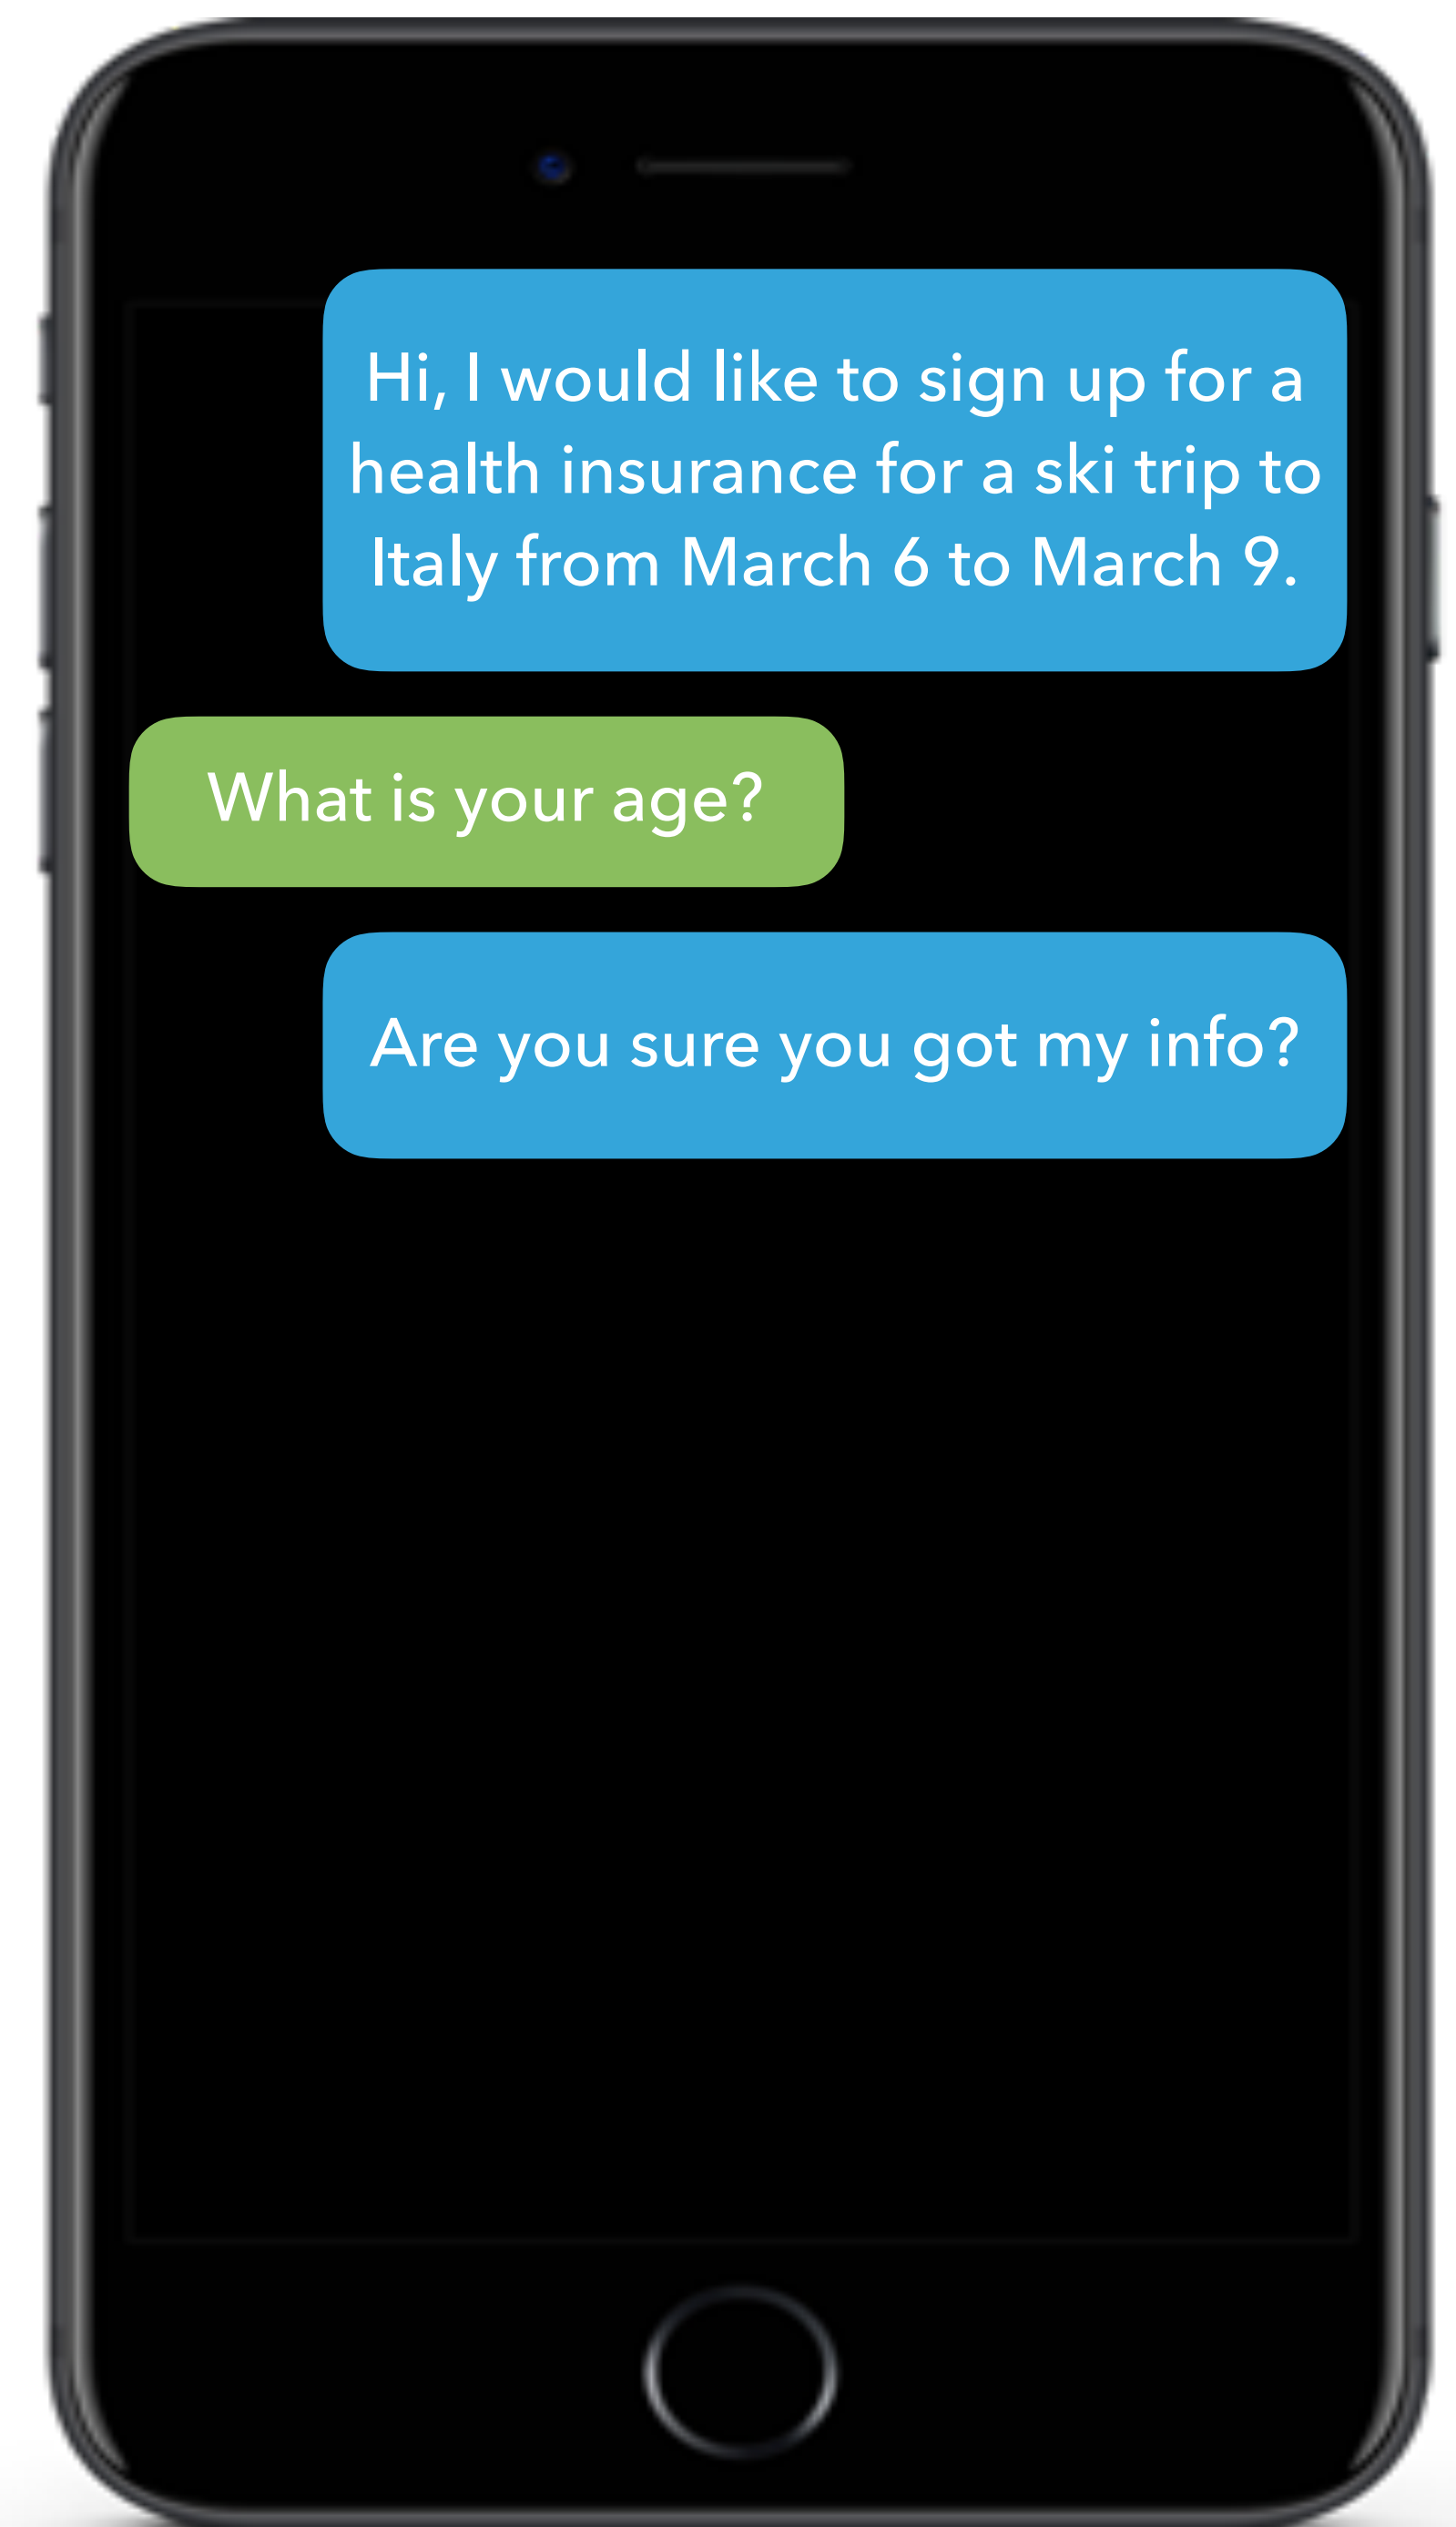 Hi, I would like to sign up for a
health insurance for a ski trip to
Italy from March 6 to March 9.
What is your age?
Are you sure you got my info?